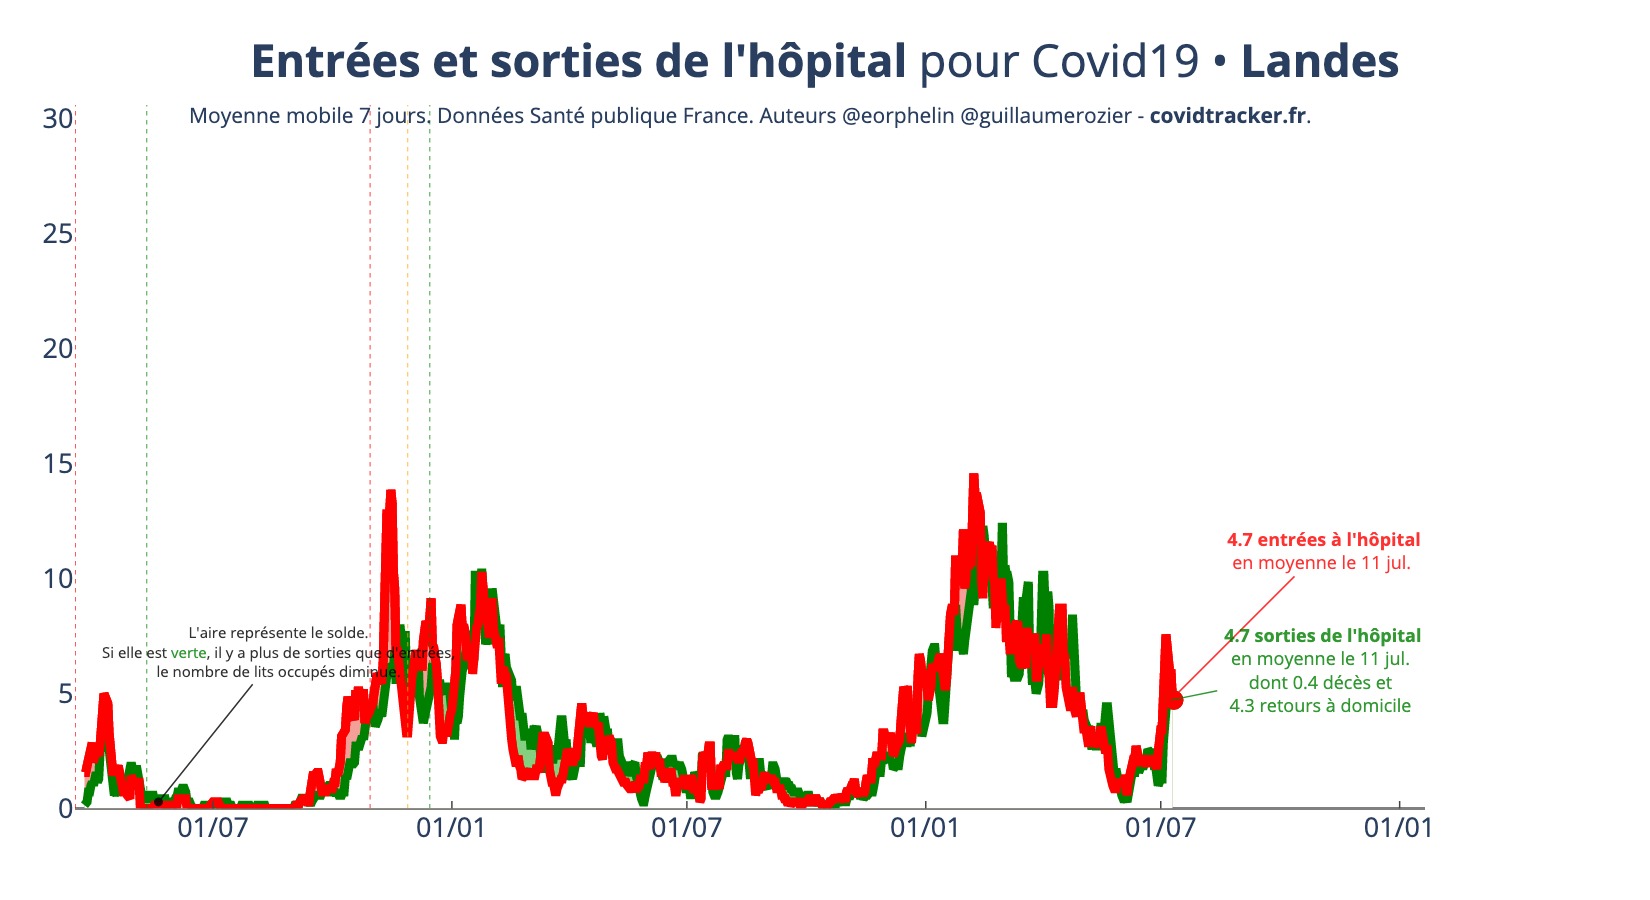 Entrées et sorties de l'hôpital pour Covid19 • Landes
Moyenne mobile 7 jours. Données Santé publique France. Auteurs @eorphelin @guillaumerozier - covidtracker.fr.
30
25
20
15
10
5
0
L'aire représente le solde.
Si elle est verte, il y a plus de sorties que d'entrées,
le nombre de lits occupés diminue.
4.7 entrées à l'hôpital
en moyenne le 11 jul.
4.7 sorties de l'hôpital
en moyenne le 11 jul.
dont 0.4 décès et
4.3 retours à domicile
01/07
01/01
01/07
01/01
01/07
01/01